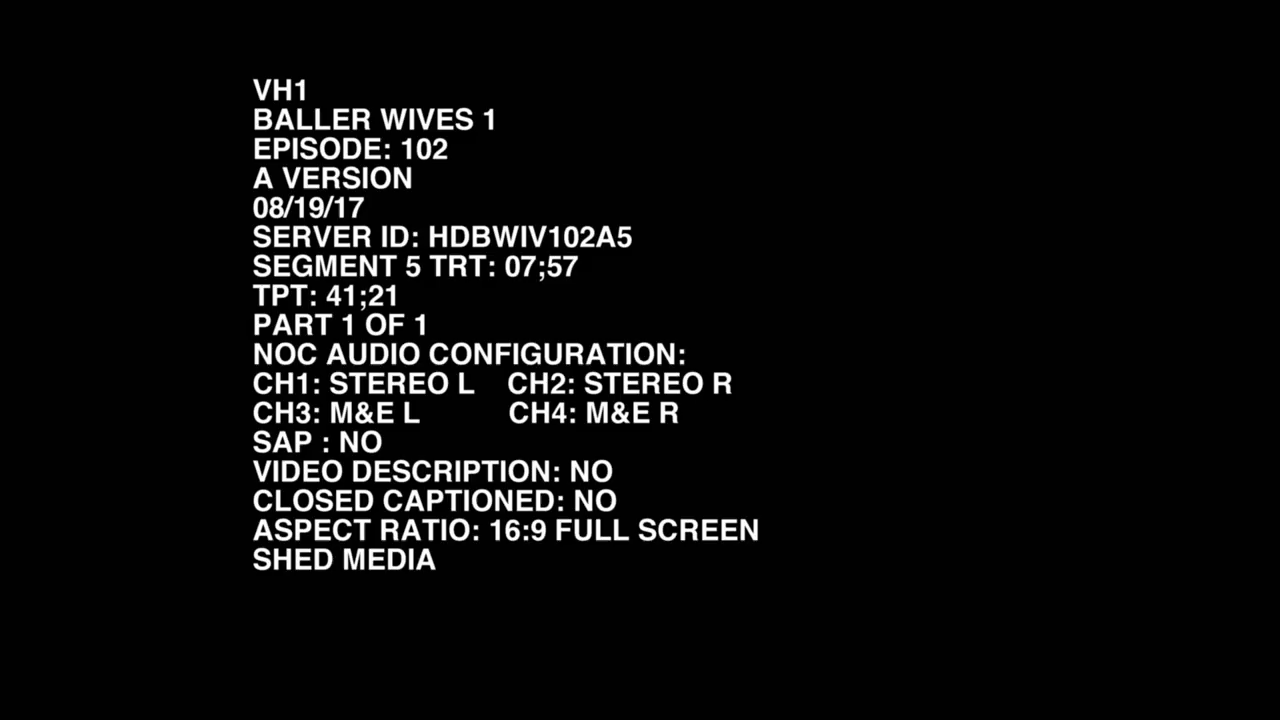 VH1
BALLER WIVES 1
EPISODE: 102
A VERSION
08/19/17
SERVER ID: HDBWIV102A5
SEGMENT 5 TRT: 07;57
TPT: 41;21
PART 1 OF 1
NOC AUDIO CONFIGURATION:
CH1: STEREO L CH2: STEREO R
CH3: M&E L CH4: M&E R
SAP : NO
VIDEO DESCRIPTION: NO
CLOSED CAPTIONED: NO
ASPECT RATIO: 16:9 FULL SCREEN
SHED MEDIA